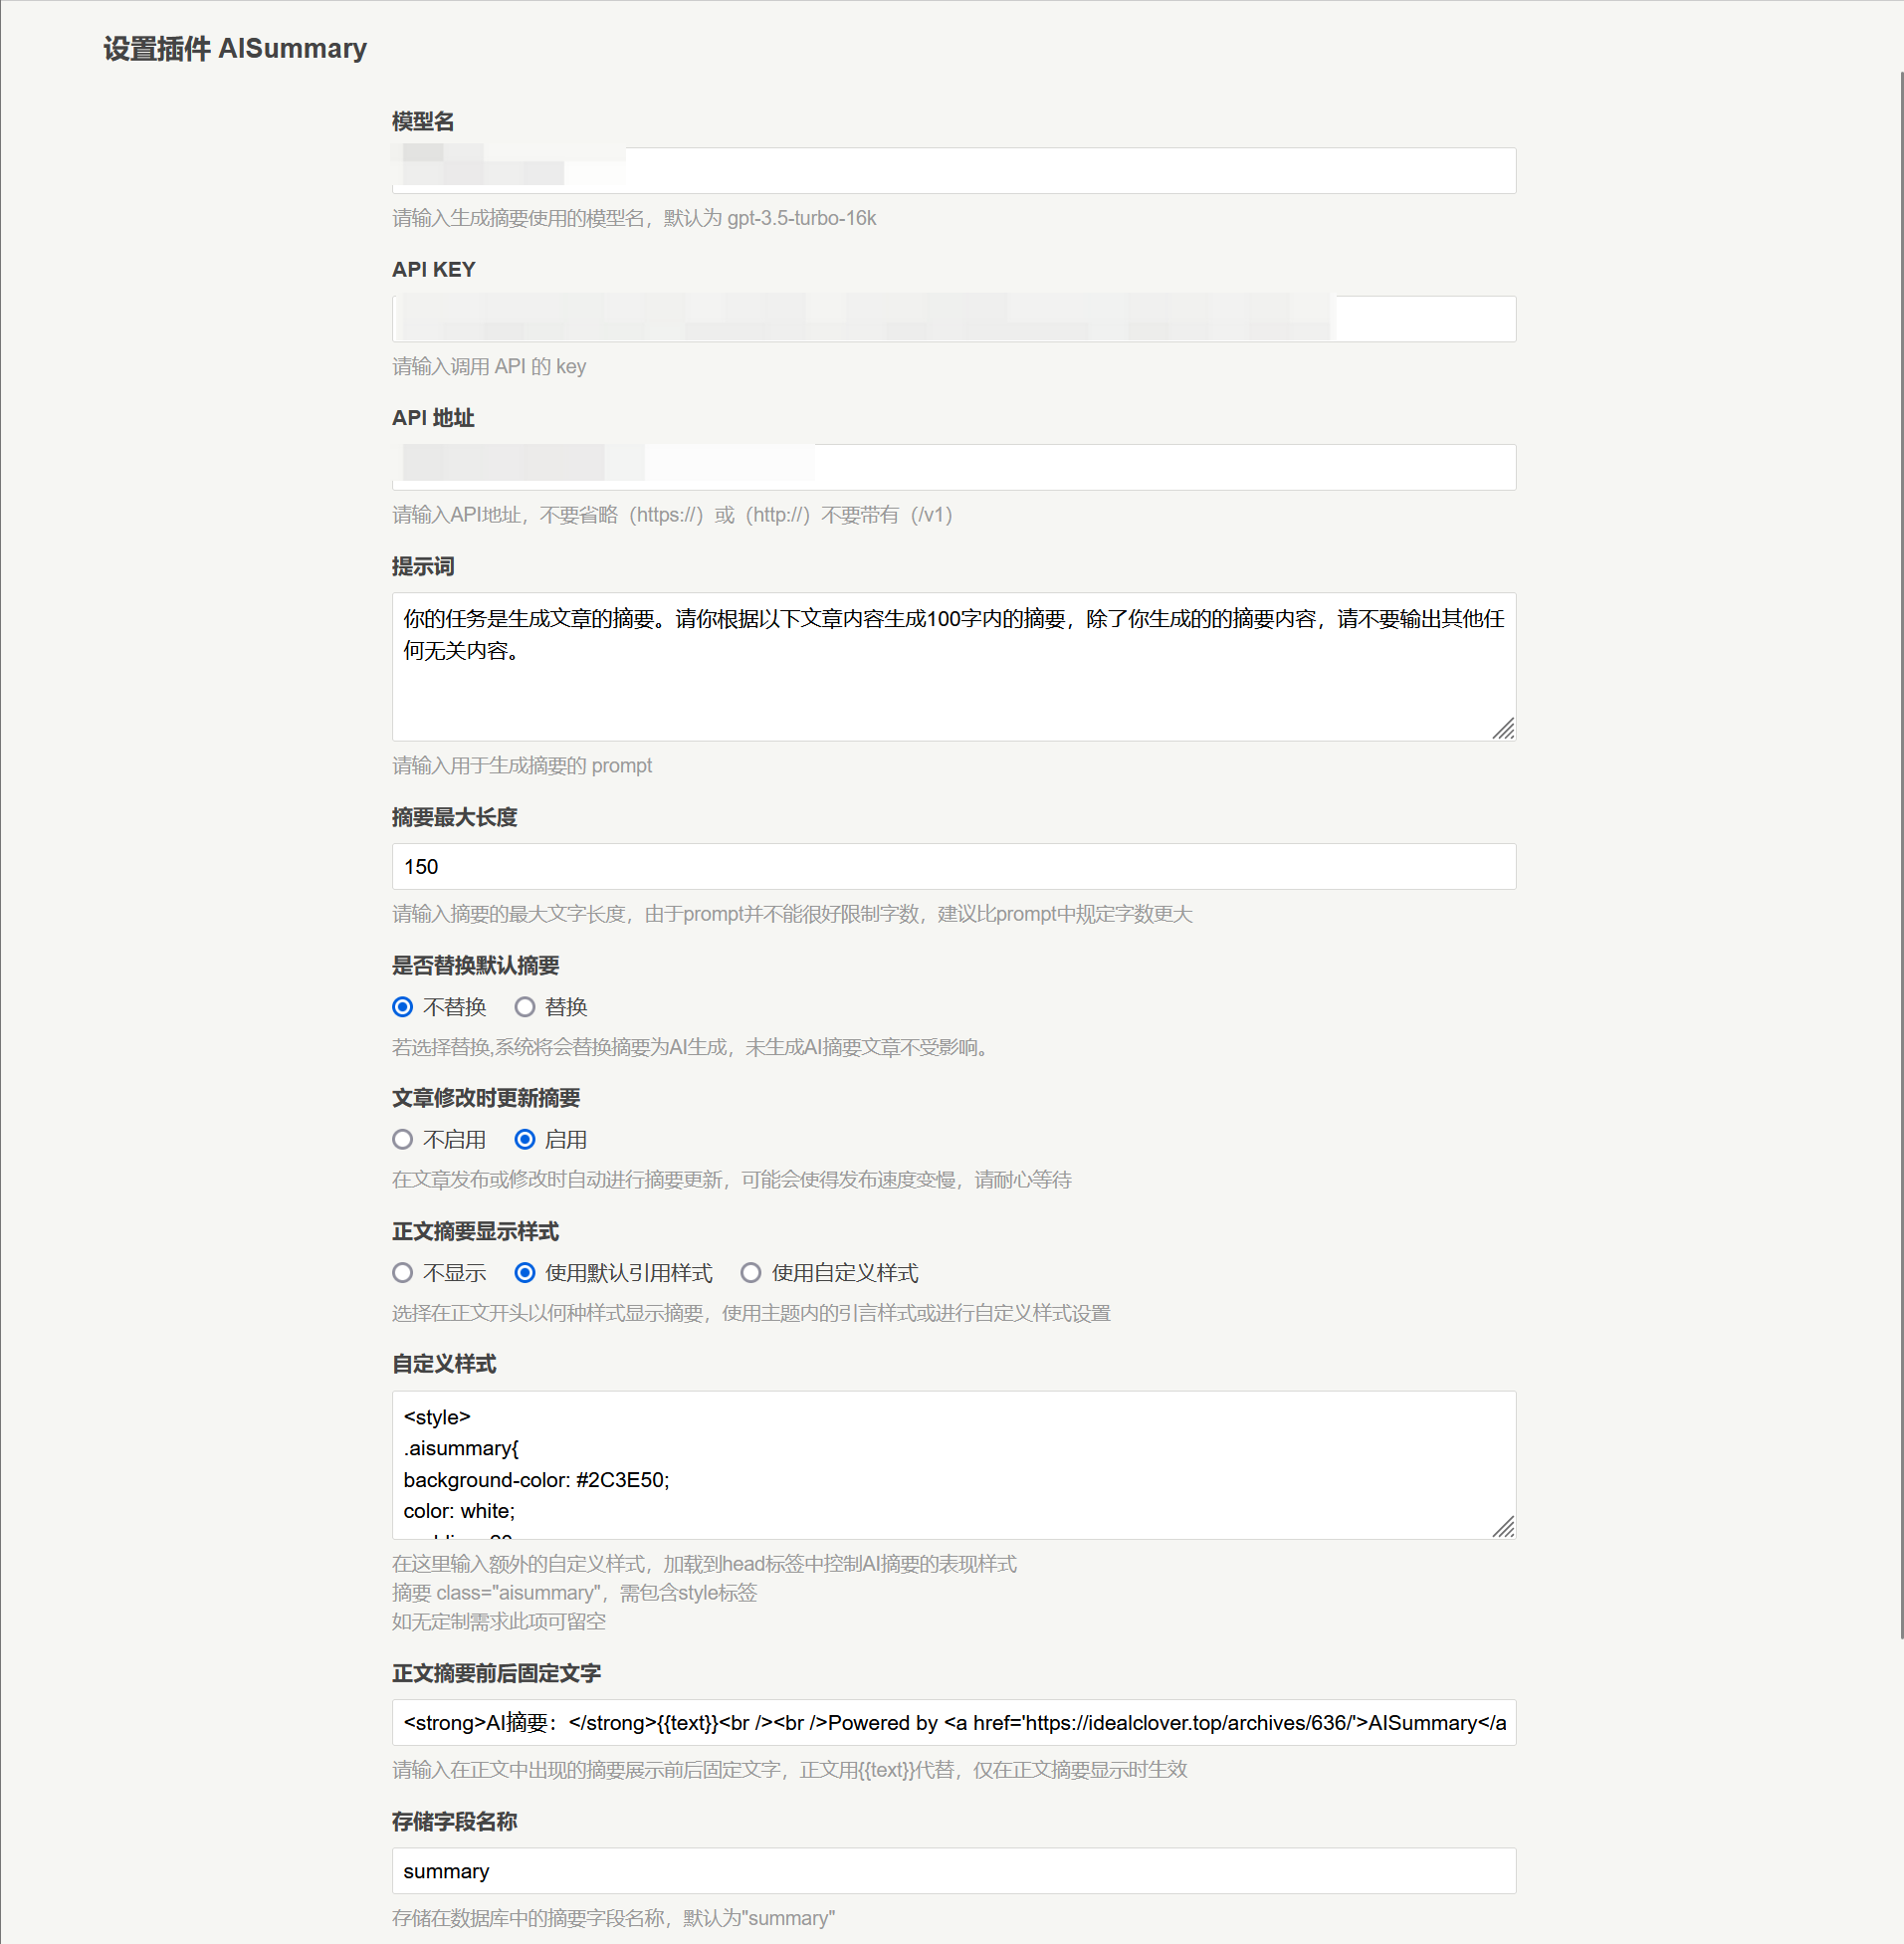 设置插件 AISummary
模型名
请输入生成摘要使用的模型名，默认为 gpt-3.5-turbo-16k
API KEY
请输入调用 API 的 key
API 地址
请输入API地址，不要省略（https://）或（http://）不要带有（/v1）
提示词
你的任务是生成文章的摘要。请你根据以下文章内容生成100字内的摘要，除了你生成的的摘要内容，请不要输出其他任
何无关内容。
请输入用于生成摘要的 prompt
摘要最大长度
150
请输入摘要的最大文字长度，由于prompt并不能很好限制字数，建议比prompt中规定字数更大
是否替换默认摘要
不替换 替换
若选择替换,系统将会替换摘要为AI生成，未生成AI摘要文章不受影响。
文章修改时更新摘要
不启用 启用
在文章发布或修改时自动进行摘要更新，可能会使得发布速度变慢，请耐心等待
正文摘要显示样式
不显示 使用默认引用样式 使用自定义样式
选择在正文开头以何种样式显示摘要，使用主题内的引言样式或进行自定义样式设置
自定义样式
<style>
.aisummary{
background-color: #2C3E50;
color: white;
在这里输入额外的自定义样式，加载到head标签中控制AI摘要的表现样式
摘要 class="aisummary"，需包含style标签
如无定制需求此项可留空
正文摘要前后固定文字
<strong>AI摘要：</strong>{{text}}<br /><br />Powered by <a href='https://idealclover.top/archives/636/'>AISummary</a
请输入在正文中出现的摘要展示前后固定文字，正文用{{text}}代替，仅在正文摘要显示时生效
存储字段名称
summary
存储在数据库中的摘要字段名称，默认为"summary"